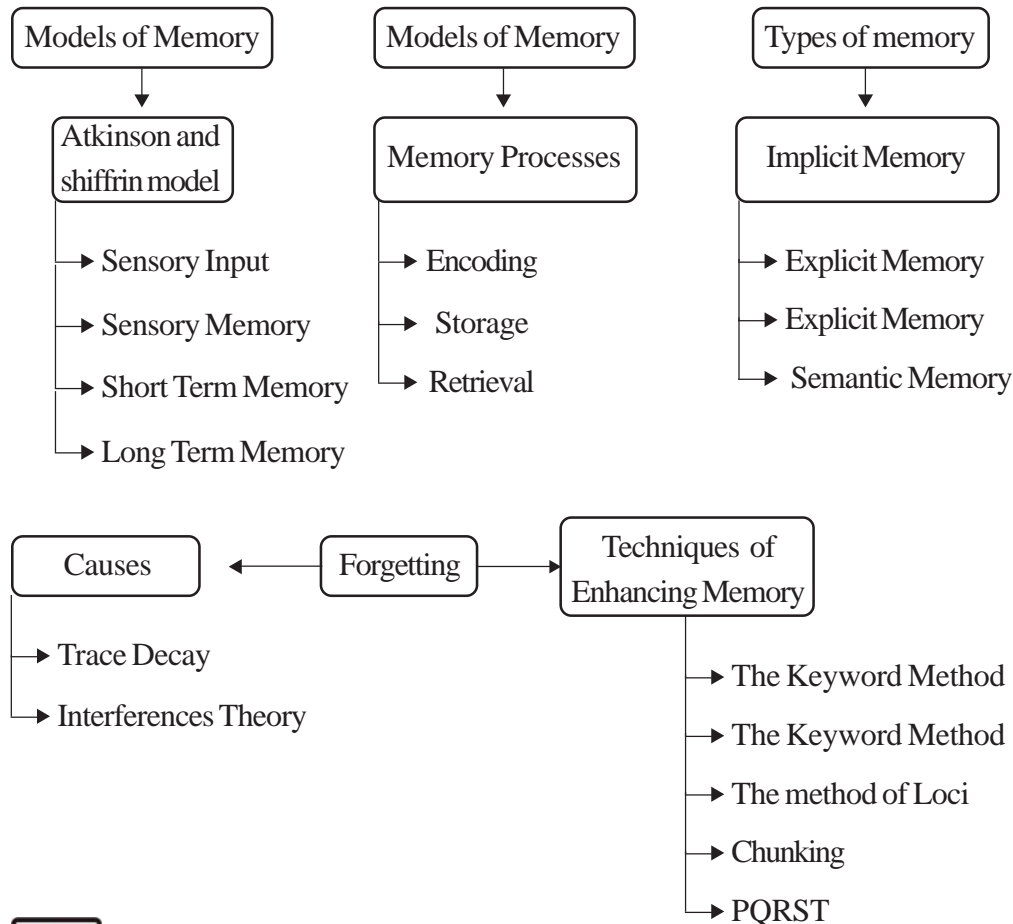 Models of Memory
Atkinson and
shiffrin model
Sensory Input
Sensory Memory
Short Term Memory
Long Term Memory
Models of Memory
Memory Processes
Encoding
Storage
Retrieval
Types of memory
Implicit Memory
Explicit Memory
Explicit Memory
Semantic Memory
Causes
Trace Decay
Interferences Theory
Forgetting
Techniques of
Enhancing Memory
The Keyword Method
The Keyword Method
The method of Loci
Chunking
PQRST